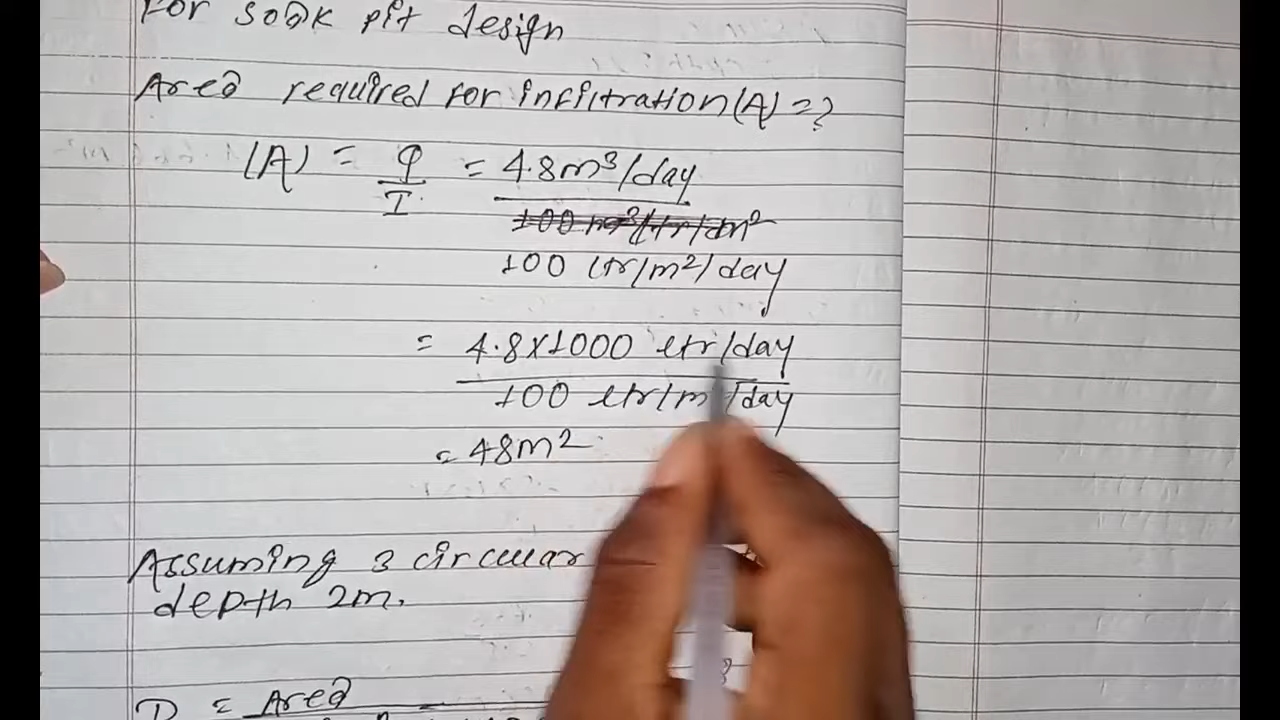 For soak pit design
Area required for infiltration (A) = ?
(A) = Q/I = 4.8m³/day
100 ltr/m²/day
= 4.8x1000 ltr/day
100 ltr/m²/day
= 48m²
Assuming 3 circular
depth 2m.
D = Area